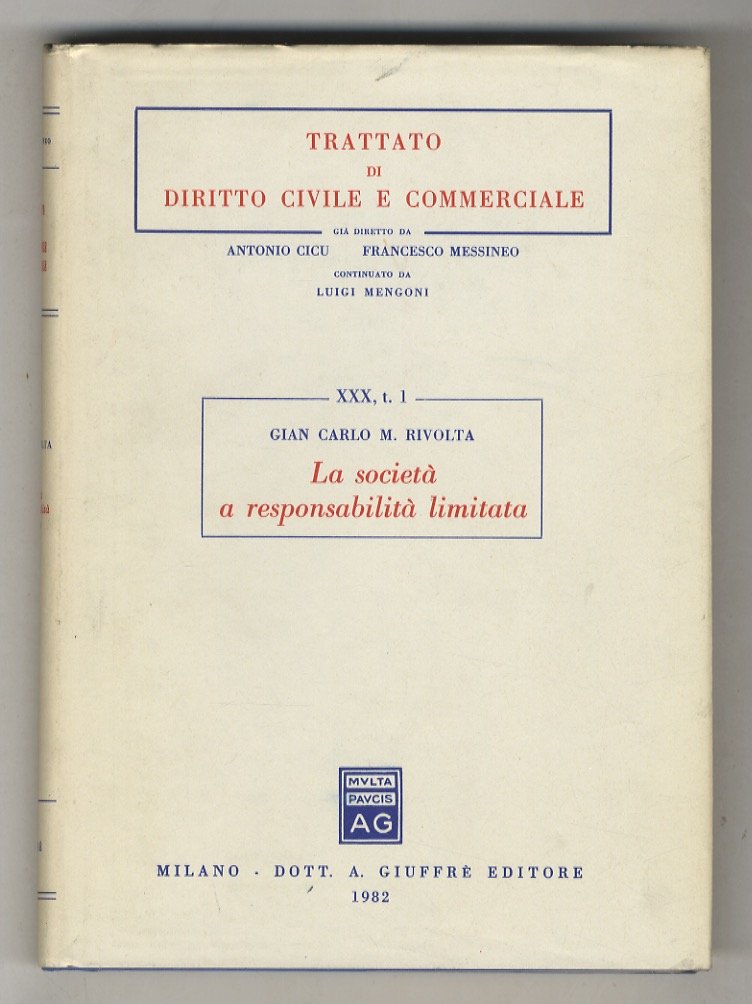 TRATTATO
DI
DIRITTO CIVILE E COMMERCIALE
GIÀ DIRETTO DA
ANTONIO CICU FRANCESCO MESSINEO
CONTINUATO DA
LUIGI MENGONI
XXX, t. 1
GIAN CARLO M. RIVOLTA
La società
a responsabilità limitata
MVLTA
PAVCIS
AG
MILANO - DOTT. A. GIUFFRÈ EDITORE
1982